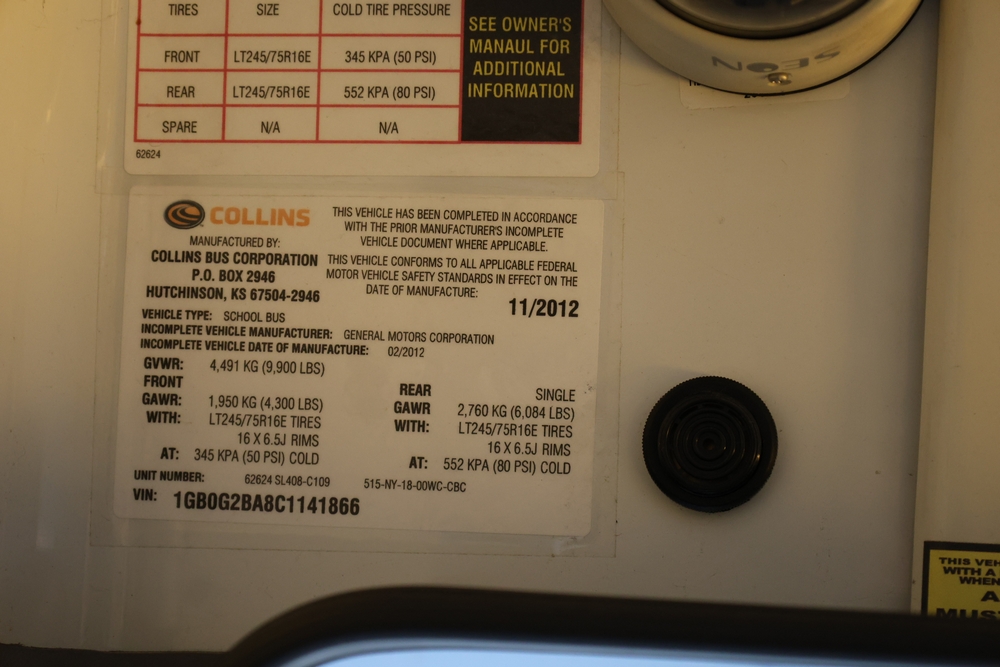 TIRES SIZE COLD TIRE PRESSURE
FRONT LT245/75R16E 345 KPA (50 PSI)
REAR LT245/75R16E 552 KPA (80 PSI)
SPARE N/A N/A
SEE OWNER'S
MANAUL FOR
ADDITIONAL
INFORMATION
62624
SEON
COLLINS
MANUFACTURED BY:
COLLINS BUS CORPORATION
P.O. BOX 2946
HUTCHINSON, KS 67504-2946
THIS VEHICLE HAS BEEN COMPLETED IN ACCORDANCE
WITH THE PRIOR MANUFACTURER'S INCOMPLETE
VEHICLE DOCUMENT WHERE APPLICABLE.
THIS VEHICLE CONFORMS TO ALL APPLICABLE FEDERAL
MOTOR VEHICLE SAFETY STANDARDS IN EFFECT ON THE
DATE OF MANUFACTURE:
11/2012
VEHICLE TYPE: SCHOOL BUS
INCOMPLETE VEHICLE MANUFACTURER: GENERAL MOTORS CORPORATION
INCOMPLETE VEHICLE DATE OF MANUFACTURE: 02/2012
GVWR: 4,491 KG (9,900 LBS)
FRONT
GAWR: 1,950 KG (4,300 LBS)
WITH: LT245/75R16E TIRES
16 X 6.5J RIMS
AT: 345 KPA (50 PSI) COLD
REAR SINGLE
GAWR 2,760 KG (6,084 LBS)
WITH: LT245/75R16E TIRES
16 X 6.5J RIMS
AT: 552 KPA (80 PSI) COLD
UNIT NUMBER: 62624 SL408-C109 515-NY-18-00WC-CBC
VIN: 1GB0G2BA8C1141866
THIS VEH
WITH A
WHEN
A
MUST